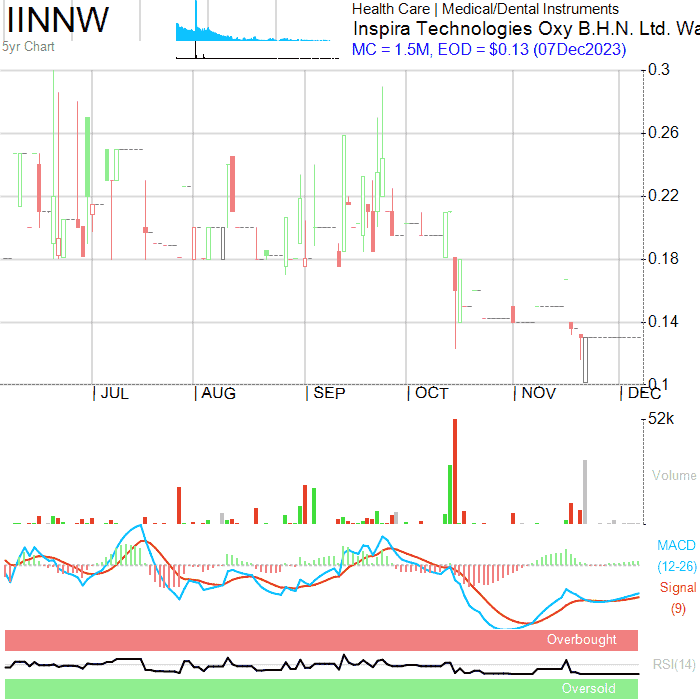 IINNW
5yr Chart
Health Care | Medical/Dental Instruments
Inspira Technologies Oxy B.H.N. Ltd. Wa
MC = 1.5M, EOD = $0.13 (07Dec2023)
0.3
0.26
0.22
0.18
0.14
0.1
JUL
AUG
SEP
OCT
NOV
DEC
52k
Volume
MACD
(12-26)
Signal
(9)
Overbought
RSI(14)
Oversold